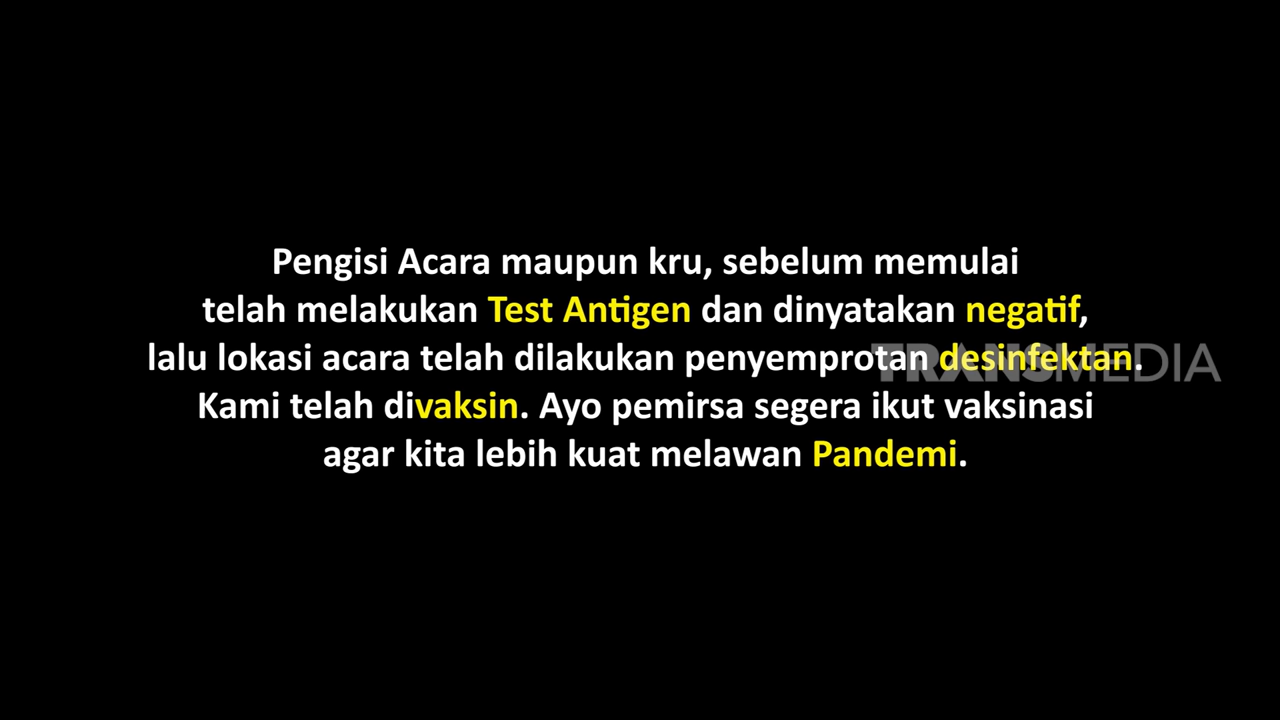 Pengisi Acara maupun kru, sebelum memulai
telah melakukan Test Antigen dan dinyatakan negatif,
lalu lokasi acara telah dilakukan penyemprotan desinfektan.
TRANSMEDIA
Kami telah divaksin. Ayo pemirsa segera ikut vaksinasi
agar kita lebih kuat melawan Pandemi.